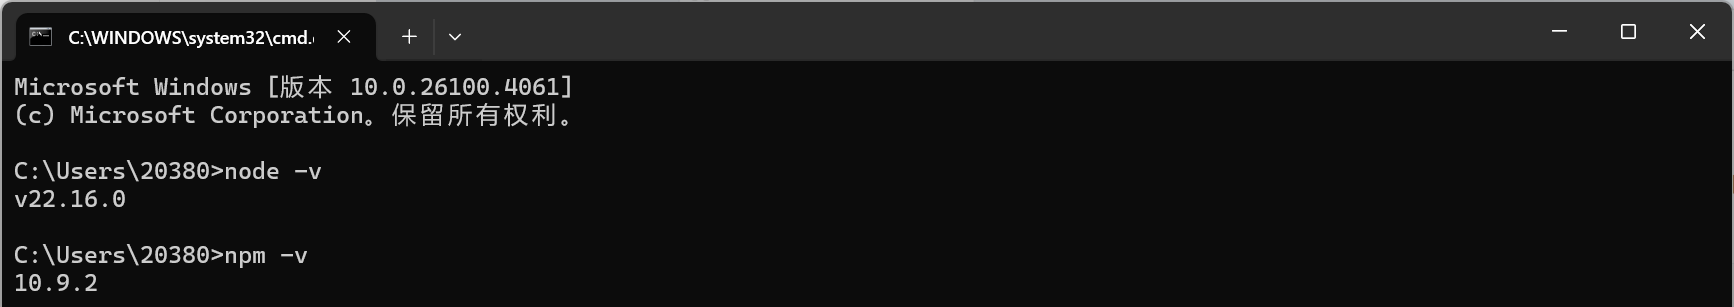 C:\WINDOWS\system32\cmd.
Microsoft Windows [版本 10.0.26100.4061]
(c) Microsoft Corporation。保留所有权利。
C:\Users\20380>node -v
v22.16.0
C:\Users\20380>npm -v
10.9.2